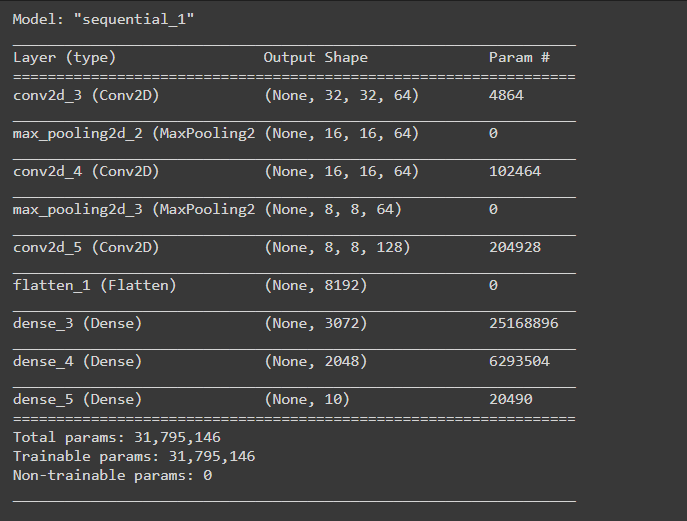 Model: "sequential_1"
_________________________________________________________________
Layer (type)                 Output Shape              Param #
=================================================================
conv2d_3 (Conv2D)            (None, 32, 32, 64)        4864
_________________________________________________________________
max_pooling2d_2 (MaxPooling2 (None, 16, 16, 64)        0
_________________________________________________________________
conv2d_4 (Conv2D)            (None, 16, 16, 64)        102464
_________________________________________________________________
max_pooling2d_3 (MaxPooling2 (None, 8, 8, 64)          0
_________________________________________________________________
conv2d_5 (Conv2D)            (None, 8, 8, 128)         204928
_________________________________________________________________
flatten_1 (Flatten)          (None, 8192)              0
_________________________________________________________________
dense_3 (Dense)              (None, 3072)              25168896
_________________________________________________________________
dense_4 (Dense)              (None, 2048)              6293504
_________________________________________________________________
dense_5 (Dense)              (None, 10)                20490
=================================================================
Total params: 31,795,146
Trainable params: 31,795,146
Non-trainable params: 0
_________________________________________________________________